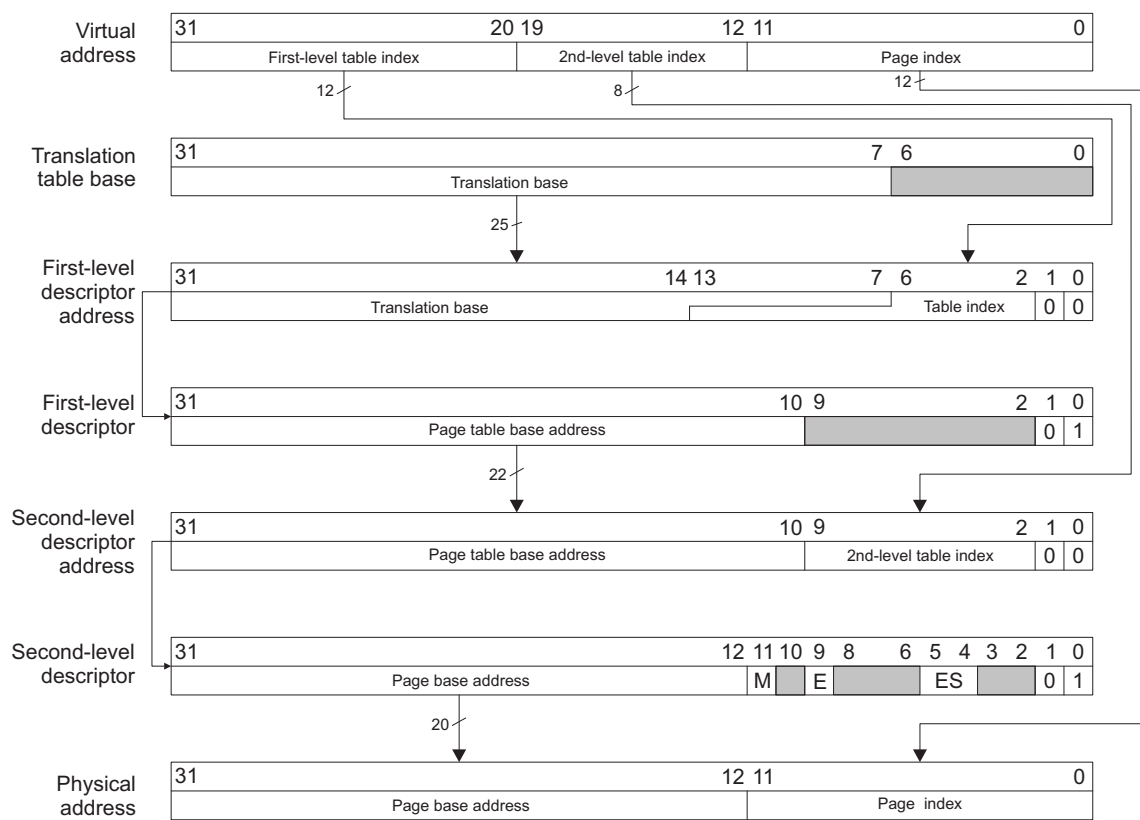 Virtual address
31 20 19 12 11 0
First-level table index 2nd-level table index Page index
12 8 12
Translation table base
31 7 6 0
Translation base
25
First-level descriptor address
31 14 13 7 6 2 1 0
Translation base Table index 0 0
First-level descriptor
31 10 9 2 1 0
Page table base address 0 1
22
Second-level descriptor address
31 10 9 2 1 0
Page table base address 2nd-level table index 0 0
Second-level descriptor
31 12 11 10 9 8 6 5 4 3 2 1 0
Page base address M E ES 0 1
20
Physical address
31 12 11 0
Page base address Page index